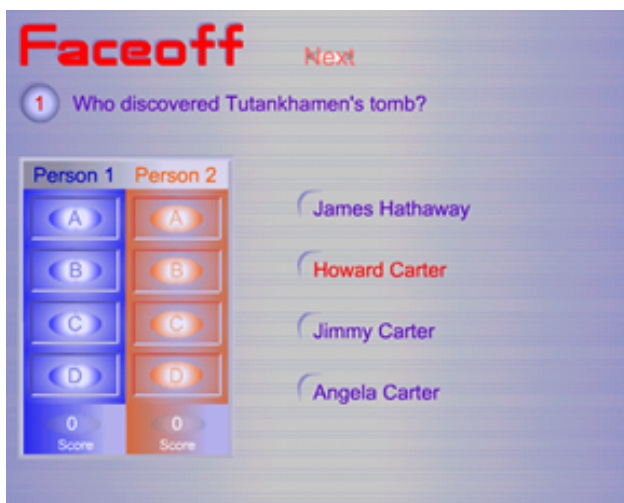 Faceoff Next
1 Who discovered Tutankhamen's tomb?
Person 1 Person 2
A A James Hathaway
B B Howard Carter
C C Jimmy Carter
D D Angela Carter
0 0
Score Score